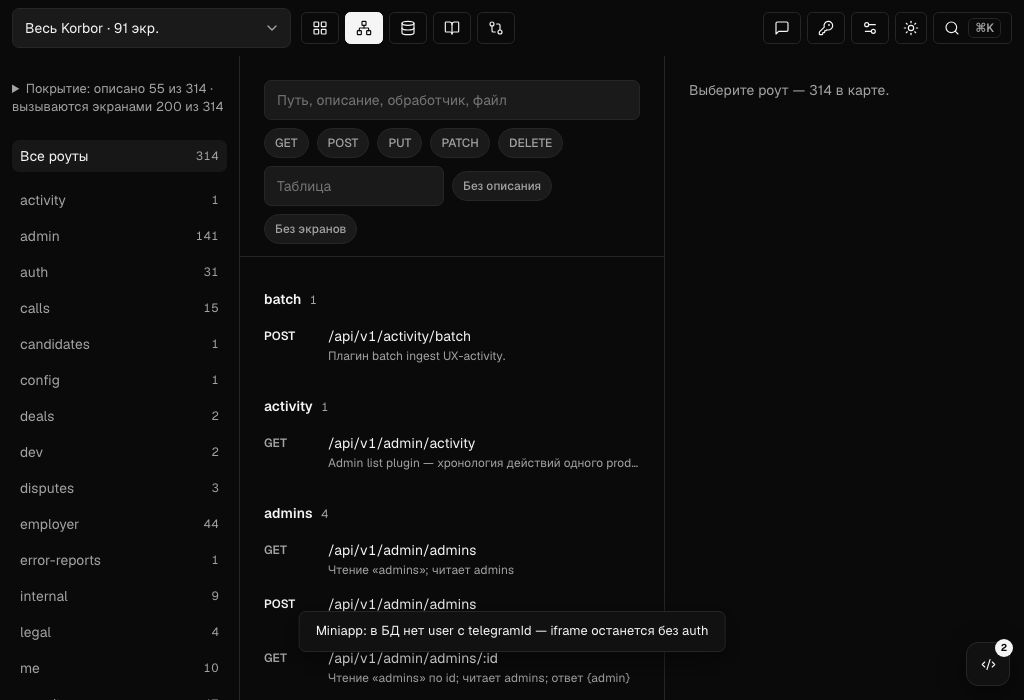 Весь Korbor · 91 экр.
⌘K
Покрытие: описано 55 из 314 ·
вызываются экранами 200 из 314
Все роуты 314
activity 1
admin 141
auth 31
calls 15
candidates 1
config 1
deals 2
dev 2
disputes 3
employer 44
error-reports 1
internal 9
legal 4
me 10
Путь, описание, обработчик, файл
GET POST PUT PATCH DELETE
Таблица Без описания
Без экранов
batch 1
POST /api/v1/activity/batch
Плагин batch ingest UX-activity.
activity 1
GET /api/v1/admin/activity
Admin list plugin — хронология действий одного prod…
admins 4
GET /api/v1/admin/admins
Чтение «admins»; читает admins
POST /api/v1/admin/admins
Miniapp: в БД нет user с telegramId — iframe останется без auth
GET /api/v1/admin/admins/:id
Чтение «admins» по id; читает admins; ответ {admin}
Выберите роут — 314 в карте.
2